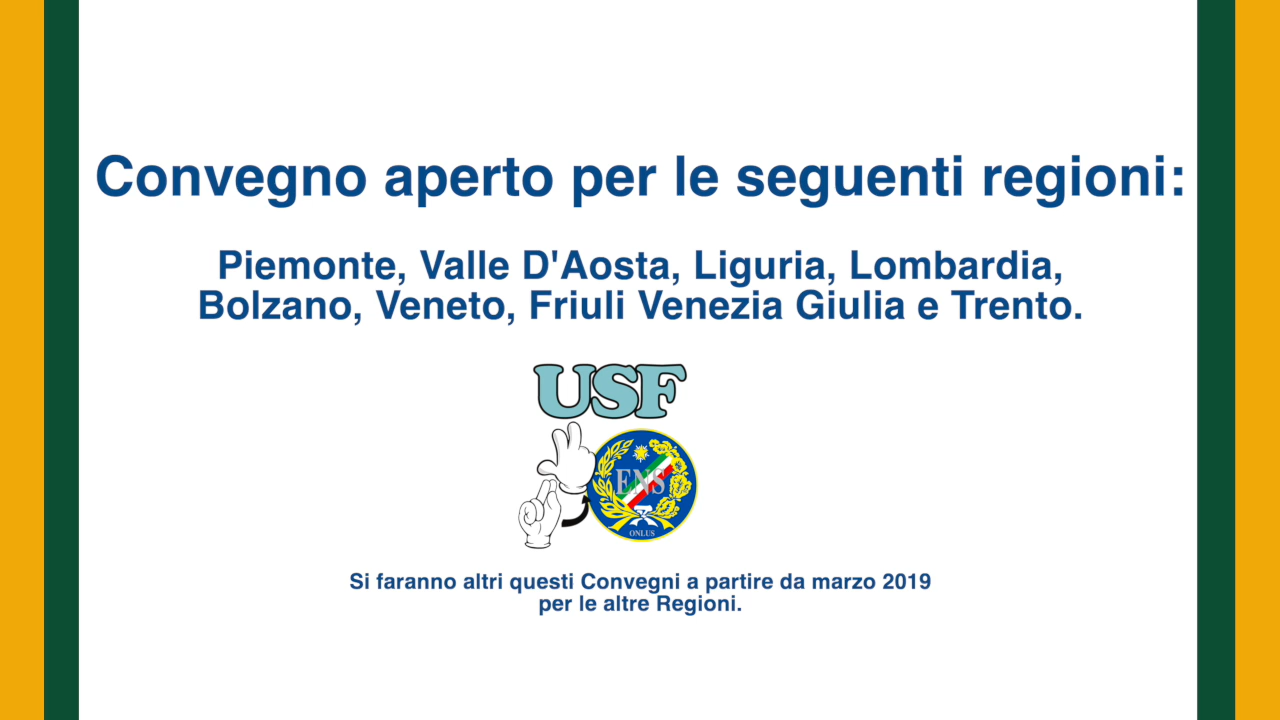 Convegno aperto per le seguenti regioni:
Piemonte, Valle D'Aosta, Liguria, Lombardia,
Bolzano, Veneto, Friuli Venezia Giulia e Trento.
USF
ENS
ONLUS
Si faranno altri questi Convegni a partire da marzo 2019
per le altre Regioni.